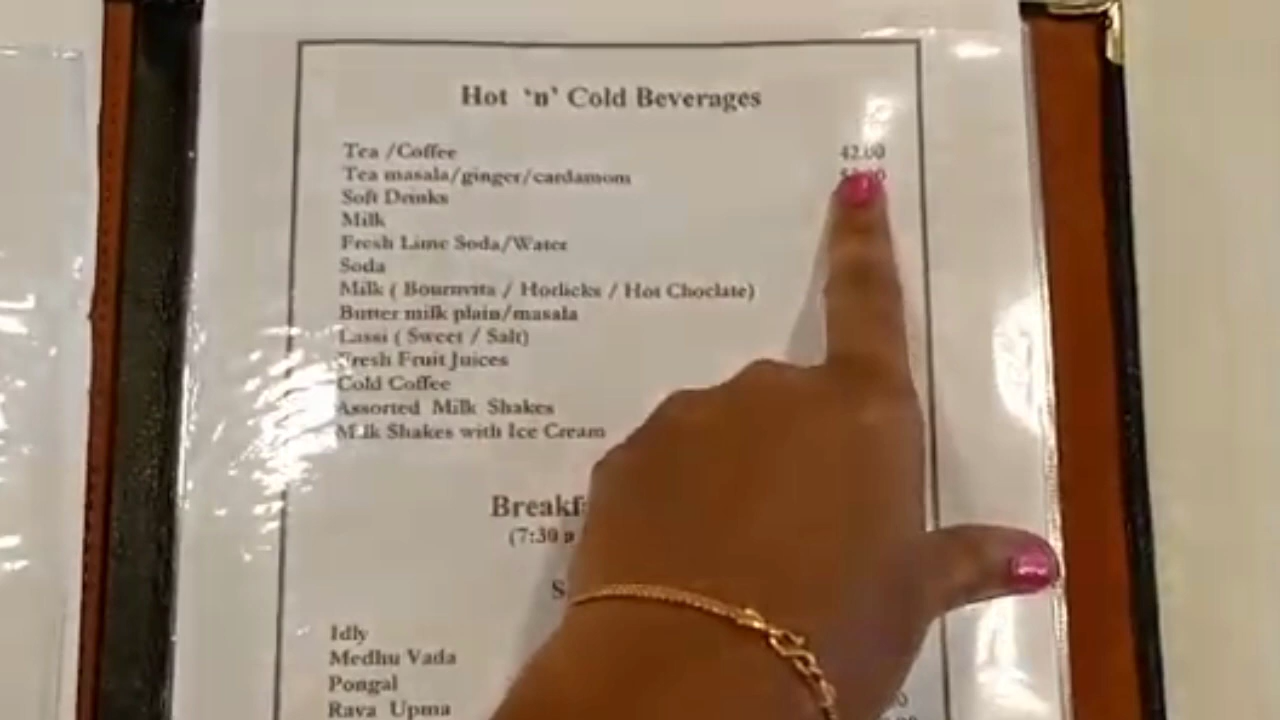 Hot 'n' Cold Beverages
Tea /Coffee 42.00
Tea masala/ginger/cardamom
Soft Drinks
Milk
Fresh Lime Soda/Water
Soda
Milk ( Bournvita / Horlicks / Hot Choclate)
Butter milk plain/masala
Lassi ( Sweet / Salt)
Fresh Fruit Juices
Cold Coffee
Assorted Milk Shakes
Milk Shakes with Ice Cream
(7:30
Idly
Medhu Vada
Pongal
Rava Upma